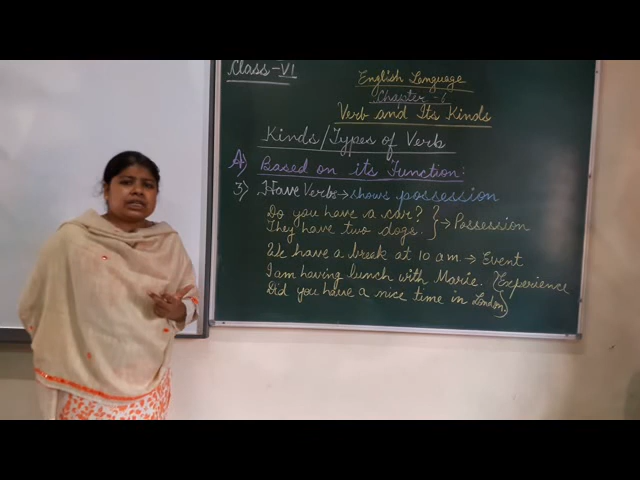 Class-VI
English Language
Chapter-6
Verb and Its Kinds
Kinds/Types of Verb
A) Based on its Function:
3) Have Verbs→shows possession
Do you have a car? } → Possession
They have two dogs.
We have a break at 10 am → Event
I am having lunch with Marie. } Experience
Did you have a nice time in London